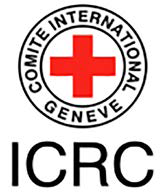 COMITE INTERNATIONAL
GENEVE
ICRC